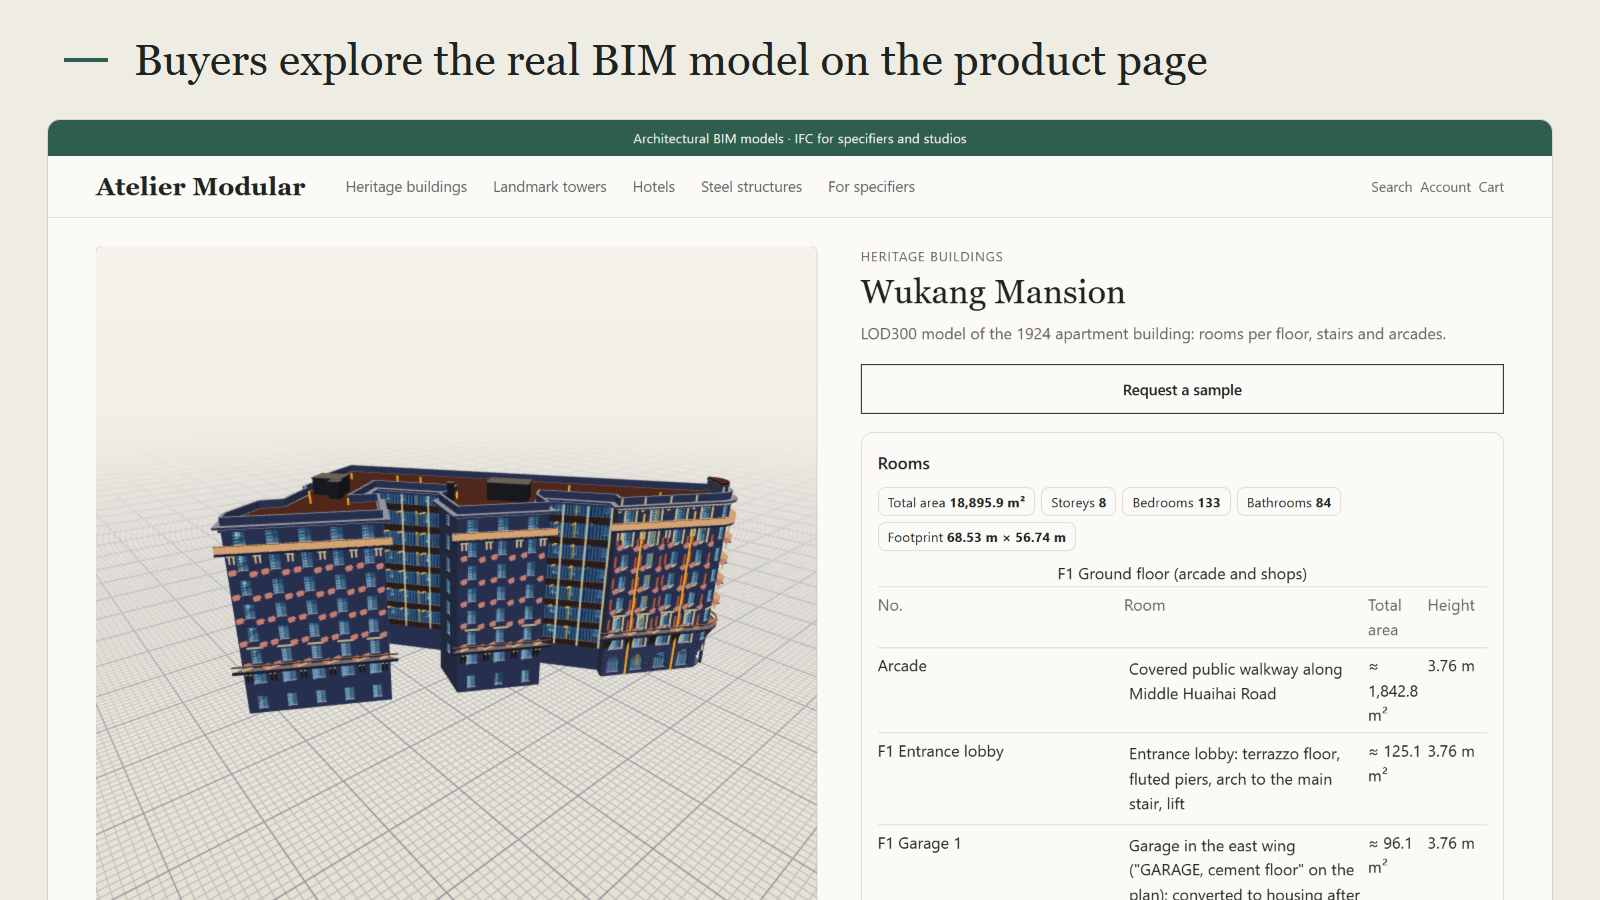 Buyers explore the real BIM model on the product page
Architectural BIM models · IFC for specifiers and studios
Atelier Modular
Heritage buildings
Landmark towers
Hotels
Steel structures
For specifiers
Search
Account
Cart
HERITAGE BUILDINGS
Wukang Mansion
LOD300 model of the 1924 apartment building: rooms per floor, stairs and arcades.
Request a sample
Rooms
Total area 18,895.9 m²
Storeys 8
Bedrooms 133
Bathrooms 84
Footprint 68.53 m × 56.74 m
F1 Ground floor (arcade and shops)
No.
Room
Total
area
Height
Arcade
Covered public walkway along
Middle Huaihai Road
≈
1,842.8
m²
3.76 m
F1 Entrance lobby
Entrance lobby: terrazzo floor,
fluted piers, arch to the main
stair, lift
≈ 125.1
m²
3.76 m
F1 Garage 1
Garage in the east wing
("GARAGE, cement floor" on the
plan); converted to housing after
≈ 96.1
m²
3.76 m